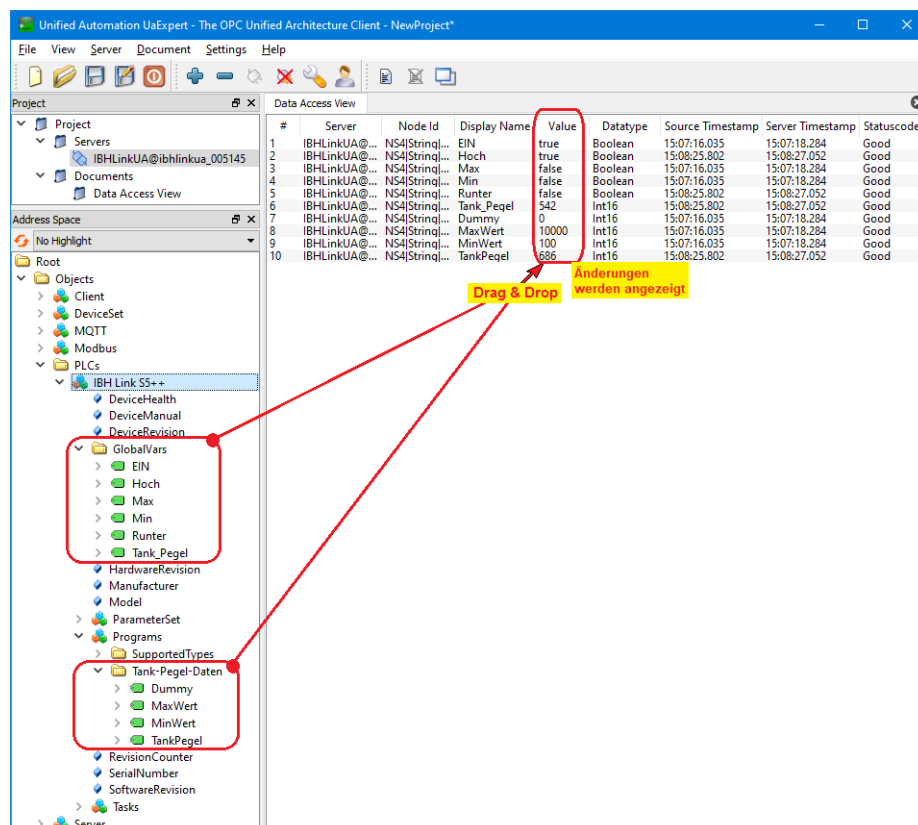 Unified Automation UaExpert - The OPC Unified Architecture Client - NewProject*
File View Server Document Settings Help
Project
Project
Servers
IBHLinkUA@ibhlinkua_005145
Documents
Data Access View
Address Space
No Highlight
Root
Objects
Client
DeviceSet
MQTT
Modbus
PLCs
IBH Link S5++
DeviceHealth
DeviceManual
DeviceRevision
GlobalVars
EIN
Hoch
Max
Min
Runter
Tank_Pegel
HardwareRevision
Manufacturer
Model
ParameterSet
Programs
SupportedTypes
Tank-Pegel-Daten
Dummy
MaxWert
MinWert
TankPegel
RevisionCounter
SerialNumber
SoftwareRevision
Tasks
Server
Data Access View
# Server Node Id Display Name Value Datatype Source Timestamp Server Timestamp Statuscode
1 IBHLinkUA@... NS4|String|... EIN true Boolean 15:07:16.035 15:07:18.284 Good
2 IBHLinkUA@... NS4|String|... Hoch true Boolean 15:08:25.802 15:08:27.052 Good
3 IBHLinkUA@... NS4|String|... Max false Boolean 15:07:16.035 15:07:18.284 Good
4 IBHLinkUA@... NS4|String|... Min false Boolean 15:07:16.035 15:07:18.284 Good
5 IBHLinkUA@... NS4|String|... Runter false Boolean 15:08:25.802 15:08:27.052 Good
6 IBHLinkUA@... NS4|String|... Tank_Pegel 542 Int16 15:08:25.802 15:08:27.052 Good
7 IBHLinkUA@... NS4|String|... Dummy 0 Int16 15:07:16.035 15:07:18.284 Good
8 IBHLinkUA@... NS4|String|... MaxWert 10000 Int16 15:07:16.035 15:07:18.284 Good
9 IBHLinkUA@... NS4|String|... MinWert 100 Int16 15:07:16.035 15:07:18.284 Good
10 IBHLinkUA@... NS4|String|... TankPegel 686 Int16 15:08:25.802 15:08:27.052 Good
Drag & Drop
Änderungen
werden angezeigt